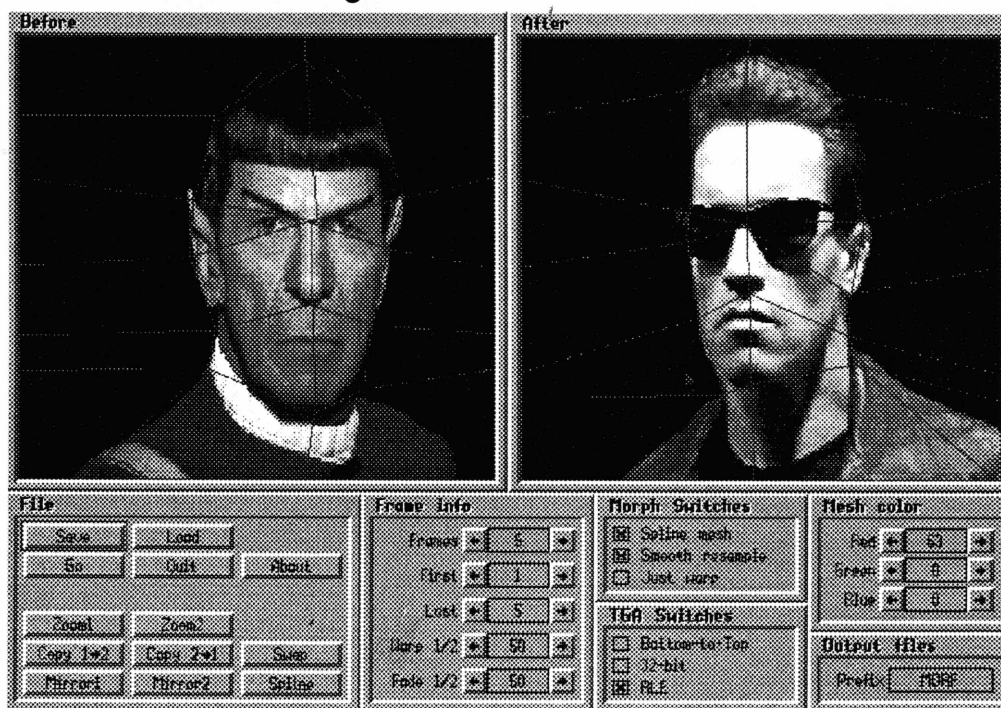 Before
After
File
Save Load
Go Quit About
Zoom1 Zoom2
Copy 1→2 Copy 2→1 Swap
Mirror1 Mirror2 Spline
Frame info
Frames ← 5 →
First ← 1 →
Last ← 5 →
Warp 1/2 ← 50 →
Fade 1/2 ← 50 →
Morph Switches
Spline mesh
Smooth resample
Just warp
TGA Switches
Bottom-to-Top
32-bit
RLE
Mesh color
Red ← 63 →
Green ← 0 →
Blue ← 0 →
Output files
Prefix MORF